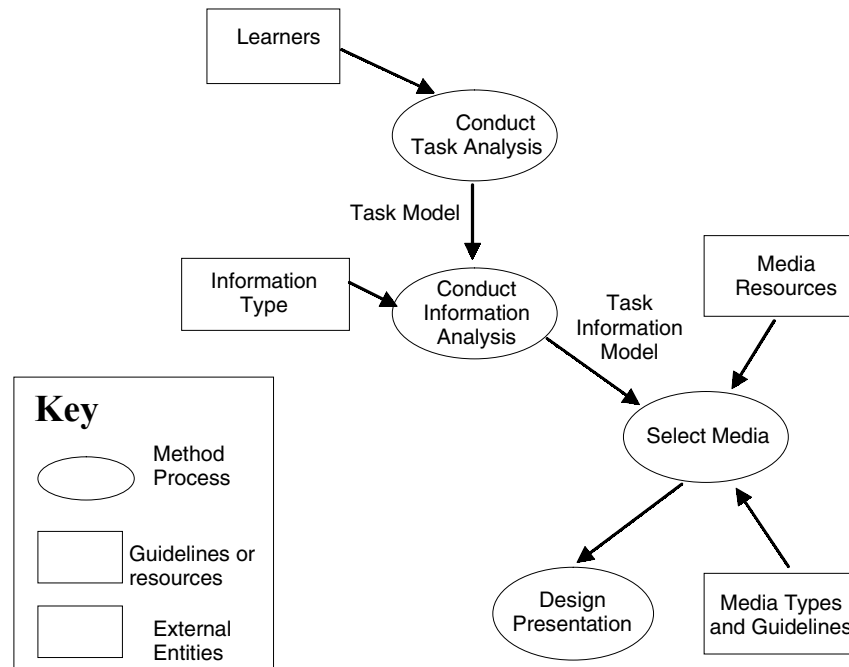 Learners
Conduct
Task Analysis
Task Model
Information
Type
Conduct
Information
Analysis
Task
Information
Model
Media
Resources
Select Media
Design
Presentation
Media Types
and Guidelines
Key
Method
Process
Guidelines or
resources
External
Entities